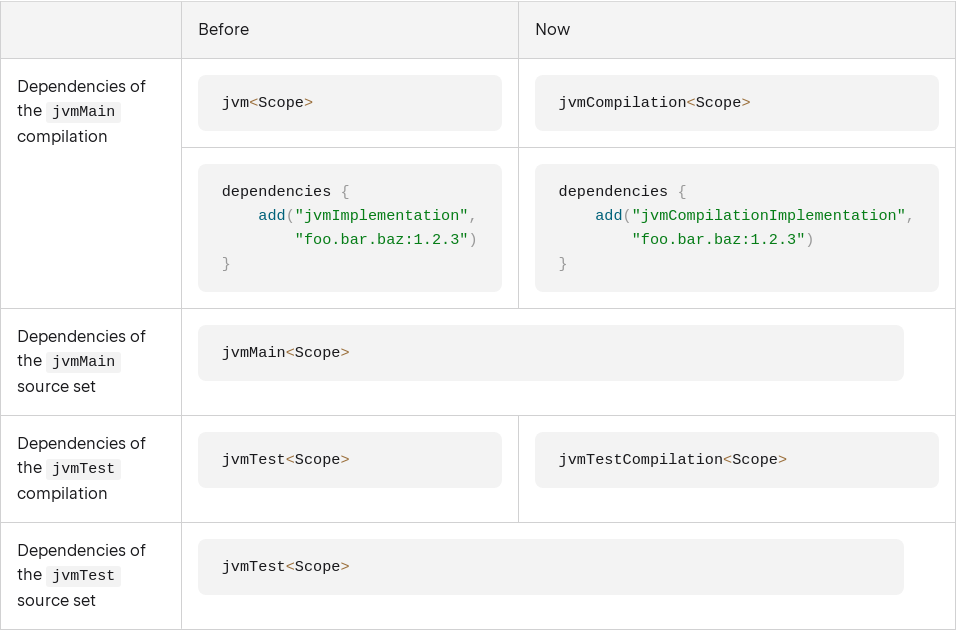 Before
Now
Dependencies of
the jvmMain
compilation
jvm<Scope>
jvmCompilation<Scope>
dependencies {
    add("jvmImplementation",
        "foo.bar.baz:1.2.3")
}
dependencies {
    add("jvmCompilationImplementation",
        "foo.bar.baz:1.2.3")
}
Dependencies of
the jvmMain
source set
jvmMain<Scope>
Dependencies of
the jvmTest
compilation
jvmTest<Scope>
jvmTestCompilation<Scope>
Dependencies of
the jvmTest
source set
jvmTest<Scope>